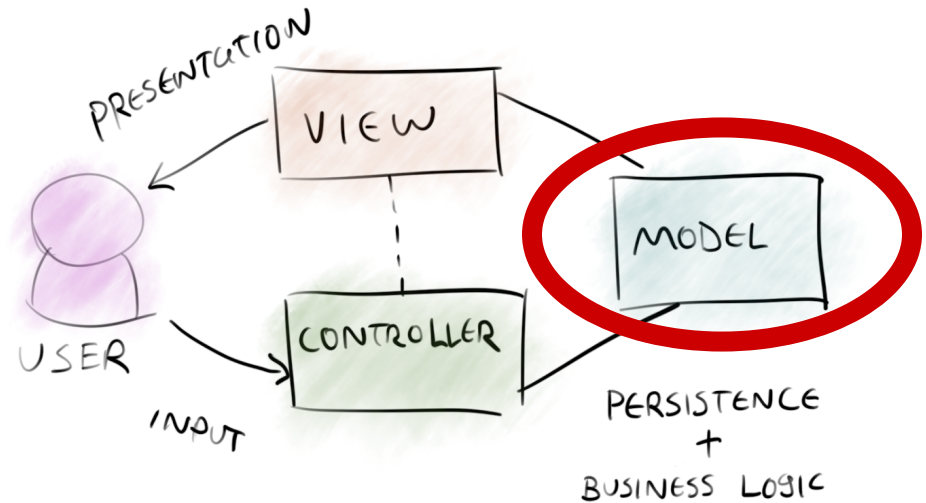 PRESENTATION
VIEW
MODEL
CONTROLLER
USER
INPUT
PERSISTENCE
+
BUSINESS LOGIC